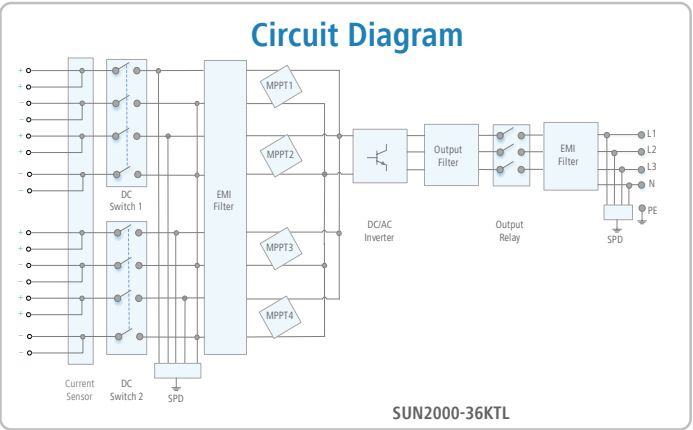 Circuit Diagram
+
+
−
−
+
+
−
−
+
+
−
−
+
+
−
−
MPPT1
MPPT2
MPPT3
MPPT4
EMI
Filter
DC
Switch 1
DC/AC
Inverter
Output
Filter
Output
Relay
EMI
Filter
L1
L2
L3
N
PE
SPD
Current
Sensor
DC
Switch 2
SPD
SUN2000-36KTL